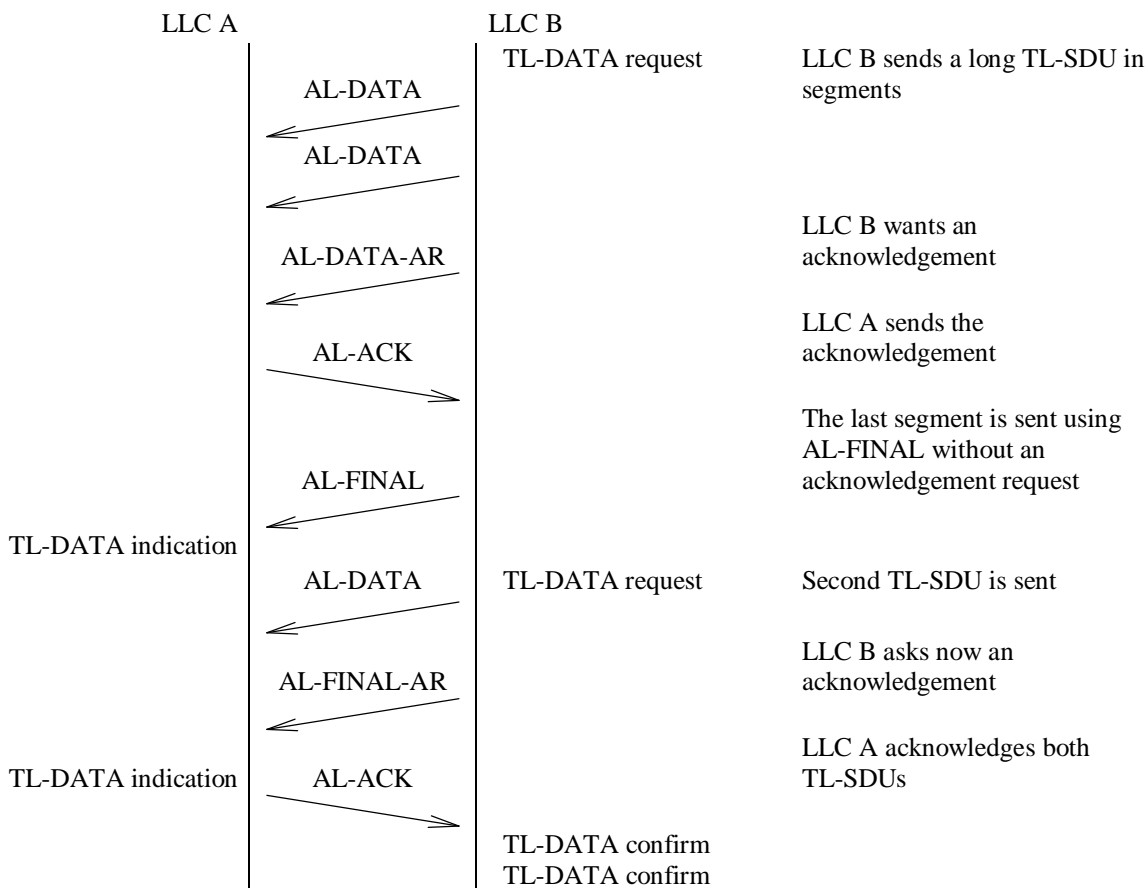 LLC A LLC B
TL-DATA request LLC B sends a long TL-SDU in
segments
AL-DATA
AL-DATA
LLC B wants an
acknowledgement
AL-DATA-AR
LLC A sends the
acknowledgement
AL-ACK
The last segment is sent using
AL-FINAL without an
acknowledgement request
AL-FINAL
TL-DATA indication
AL-DATA TL-DATA request Second TL-SDU is sent
LLC B asks now an
acknowledgement
AL-FINAL-AR
LLC A acknowledges both
TL-SDUs
TL-DATA indication AL-ACK
TL-DATA confirm
TL-DATA confirm